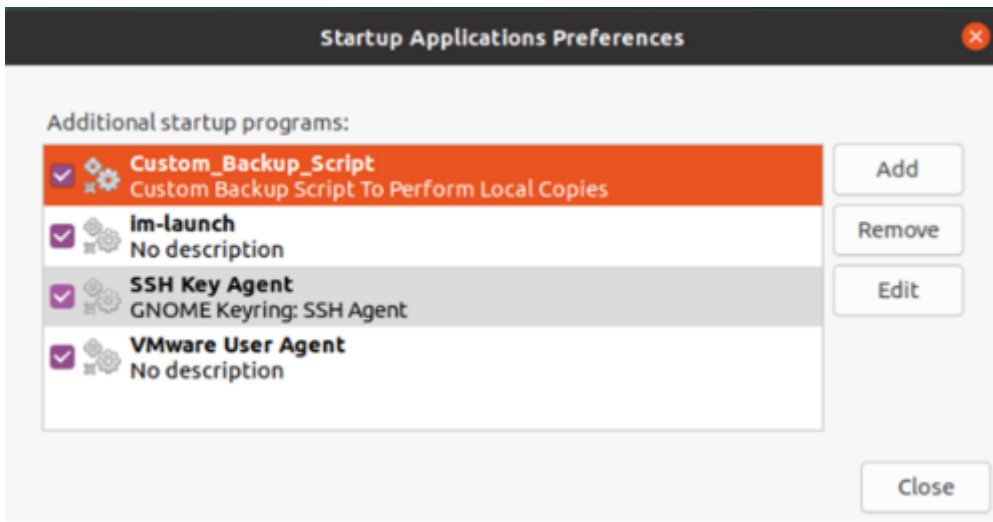 Startup Applications Preferences
Additional startup programs:
Custom_Backup_Script
Custom Backup Script To Perform Local Copies
im-launch
No description
SSH Key Agent
GNOME Keyring: SSH Agent
VMware User Agent
No description
Add
Remove
Edit
Close